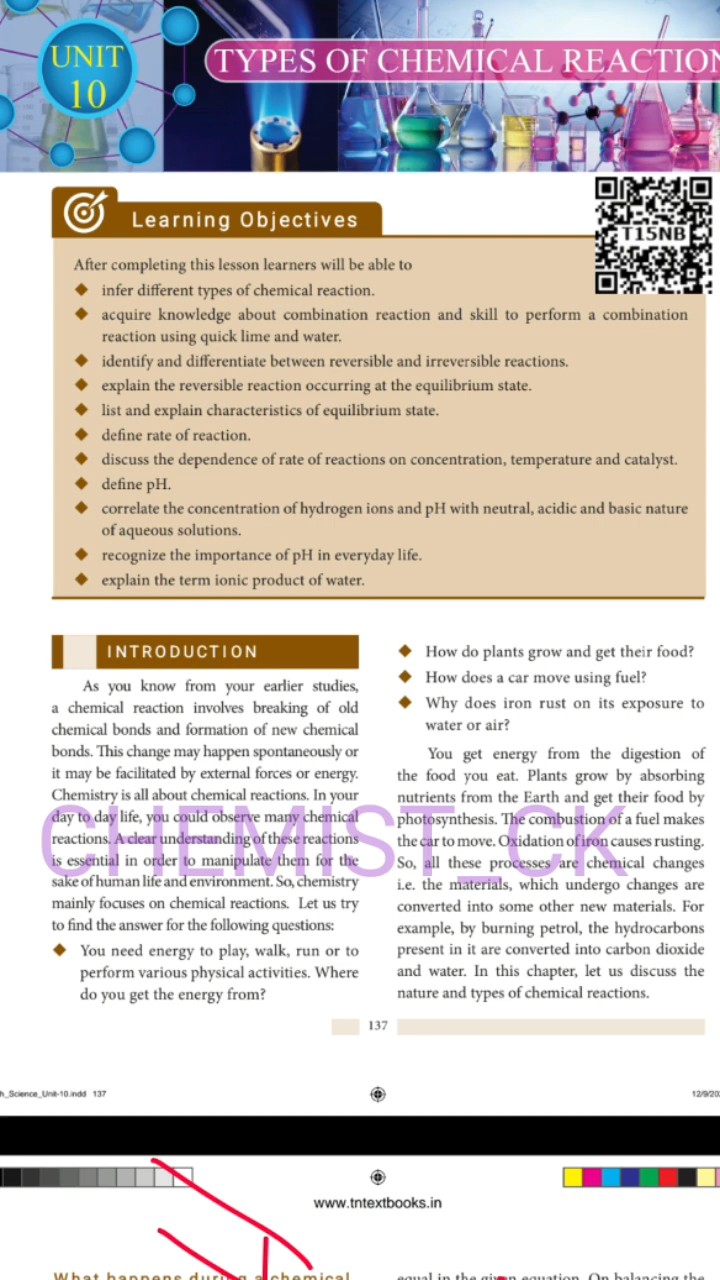 UNIT
10
TYPES OF CHEMICAL REACTION
T15NB
Learning Objectives
After completing this lesson learners will be able to
◆ infer different types of chemical reaction.
◆ acquire knowledge about combination reaction and skill to perform a combination
reaction using quick lime and water.
◆ identify and differentiate between reversible and irreversible reactions.
◆ explain the reversible reaction occurring at the equilibrium state.
◆ list and explain characteristics of equilibrium state.
◆ define rate of reaction.
◆ discuss the dependence of rate of reactions on concentration, temperature and catalyst.
◆ define pH.
◆ correlate the concentration of hydrogen ions and pH with neutral, acidic and basic nature
of aqueous solutions.
◆ recognize the importance of pH in everyday life.
◆ explain the term ionic product of water.
INTRODUCTION
As you know from your earlier studies,
a chemical reaction involves breaking of old
chemical bonds and formation of new chemical
bonds. This change may happen spontaneously or
it may be facilitated by external forces or energy.
Chemistry is all about chemical reactions. In your
day to day life, you could observe many chemical
reactions. A clear understanding of these reactions
is essential in order to manipulate them for the
sake of human life and environment. So, chemistry
mainly focuses on chemical reactions. Let us try
to find the answer for the following questions:
◆ You need energy to play, walk, run or to
perform various physical activities. Where
do you get the energy from?
◆ How do plants grow and get their food?
◆ How does a car move using fuel?
◆ Why does iron rust on its exposure to
water or air?
You get energy from the digestion of
the food you eat. Plants grow by absorbing
nutrients from the Earth and get their food by
photosynthesis. The combustion of a fuel makes
the car to move. Oxidation of iron causes rusting.
So, all these processes are chemical changes
i.e. the materials, which undergo changes are
converted into some other new materials. For
example, by burning petrol, the hydrocarbons
present in it are converted into carbon dioxide
and water. In this chapter, let us discuss the
nature and types of chemical reactions.
CHEMIST_CK
137
h_Science_Unit-10.indd 137
12/9/202
www.tntextbooks.in
What happens during a chemical
equal in the given equation. On balancing the